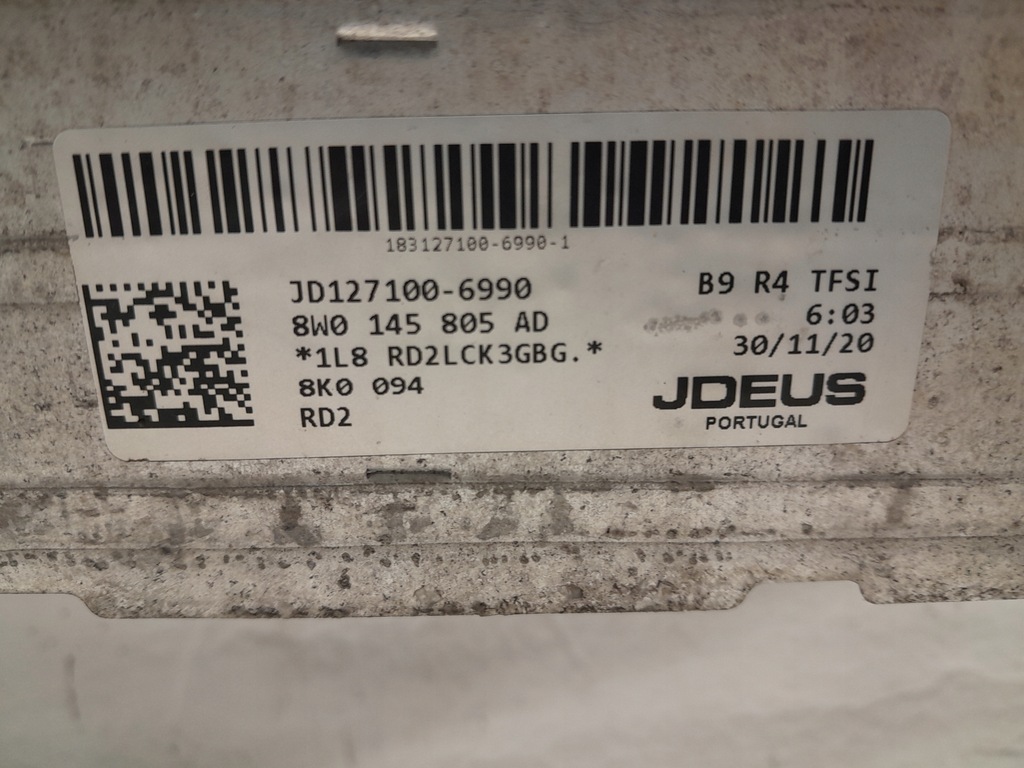 183127100-6990-1
JD127100-6990
8W0 145 805 AD
*1L8 RD2LCK3GBG.*
8K0 094
RD2
B9 R4 TFSI
6:03
30/11/20
JDEUS
PORTUGAL